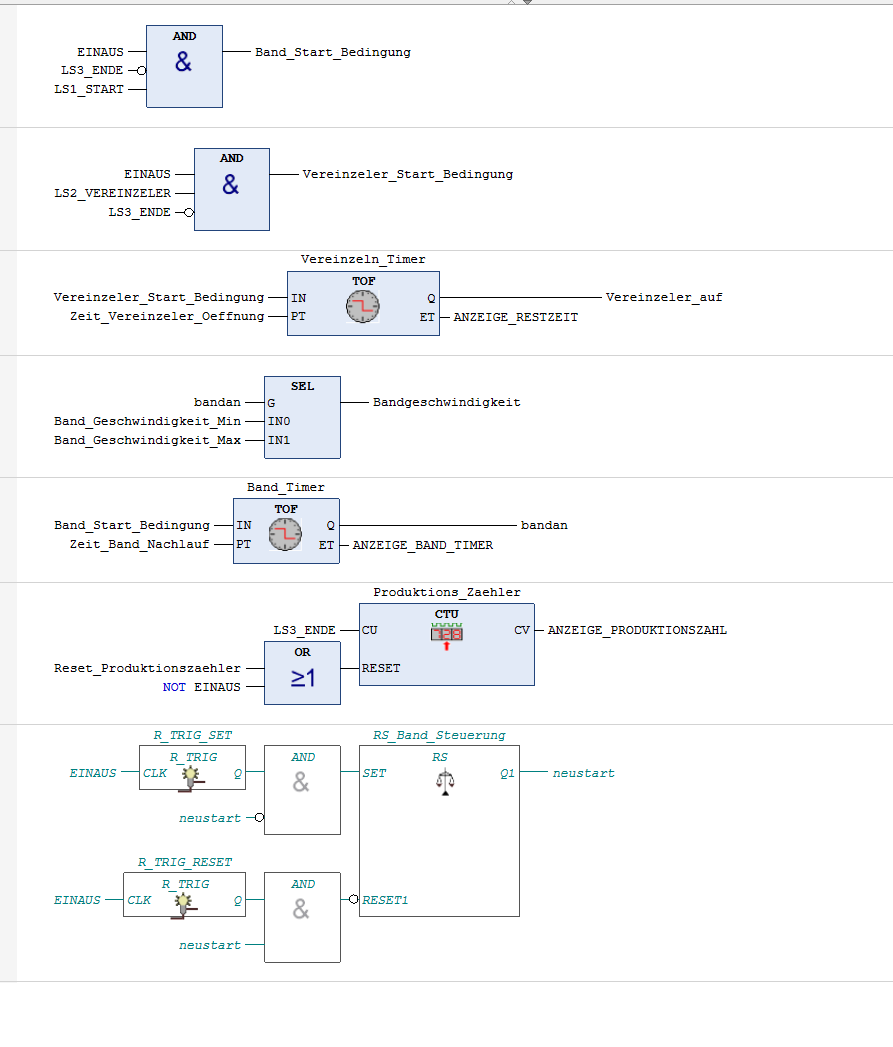 AND
EINAUS
&
Band_Start_Bedingung
LS3_ENDE
LS1_START
AND
EINAUS
&
Vereinzeler_Start_Bedingung
LS2_VEREINZELER
LS3_ENDE
Vereinzeln_Timer
TOF
Vereinzeler_Start_Bedingung IN Q Vereinzeler_auf
Zeit_Vereinzeler_Oeffnung PT ET ANZEIGE_RESTZEIT
SEL
bandan G Bandgeschwindigkeit
Band_Geschwindigkeit_Min IN0
Band_Geschwindigkeit_Max IN1
Band_Timer
TOF
Band_Start_Bedingung IN Q bandan
Zeit_Band_Nachlauf PT ET ANZEIGE_BAND_TIMER
Produktions_Zaehler
CTU
LS3_ENDE CU CV ANZEIGE_PRODUKTIONSZAHL
OR
Reset_Produktionszaehler RESET
≥1
NOT EINAUS
R_TRIG_SET RS_Band_Steuerung
R_TRIG AND RS
EINAUS CLK Q & SET Q1 neustart
neustart
R_TRIG_RESET
R_TRIG AND
EINAUS CLK Q & RESET1
neustart